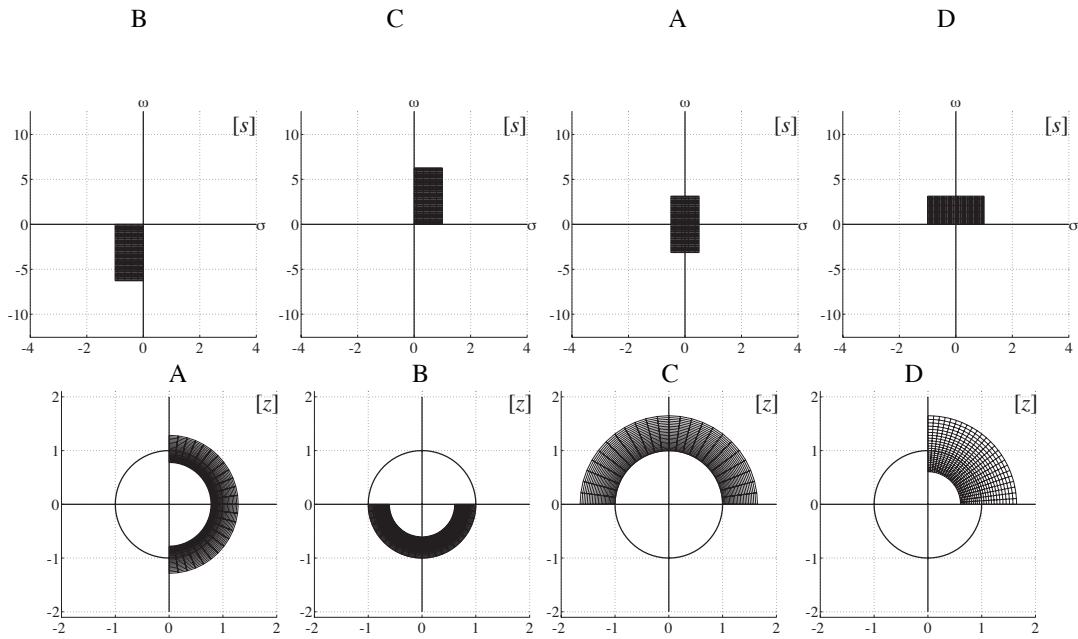 B C A D
ω ω ω ω
[s] [s] [s] [s]
10 10 10 10
5 5 5 5
0 σ 0 σ 0 σ 0 σ
-5 -5 -5 -5
-10 -10 -10 -10
-4 -2 0 2 4 -4 -2 0 2 4 -4 -2 0 2 4 -4 -2 0 2 4
A B C D
[z] [z] [z] [z]
2 2 2 2
1 1 1 1
0 0 0 0
-1 -1 -1 -1
-2 -2 -2 -2
-2 -1 0 1 2 -2 -1 0 1 2 -2 -1 0 1 2 -2 -1 0 1 2